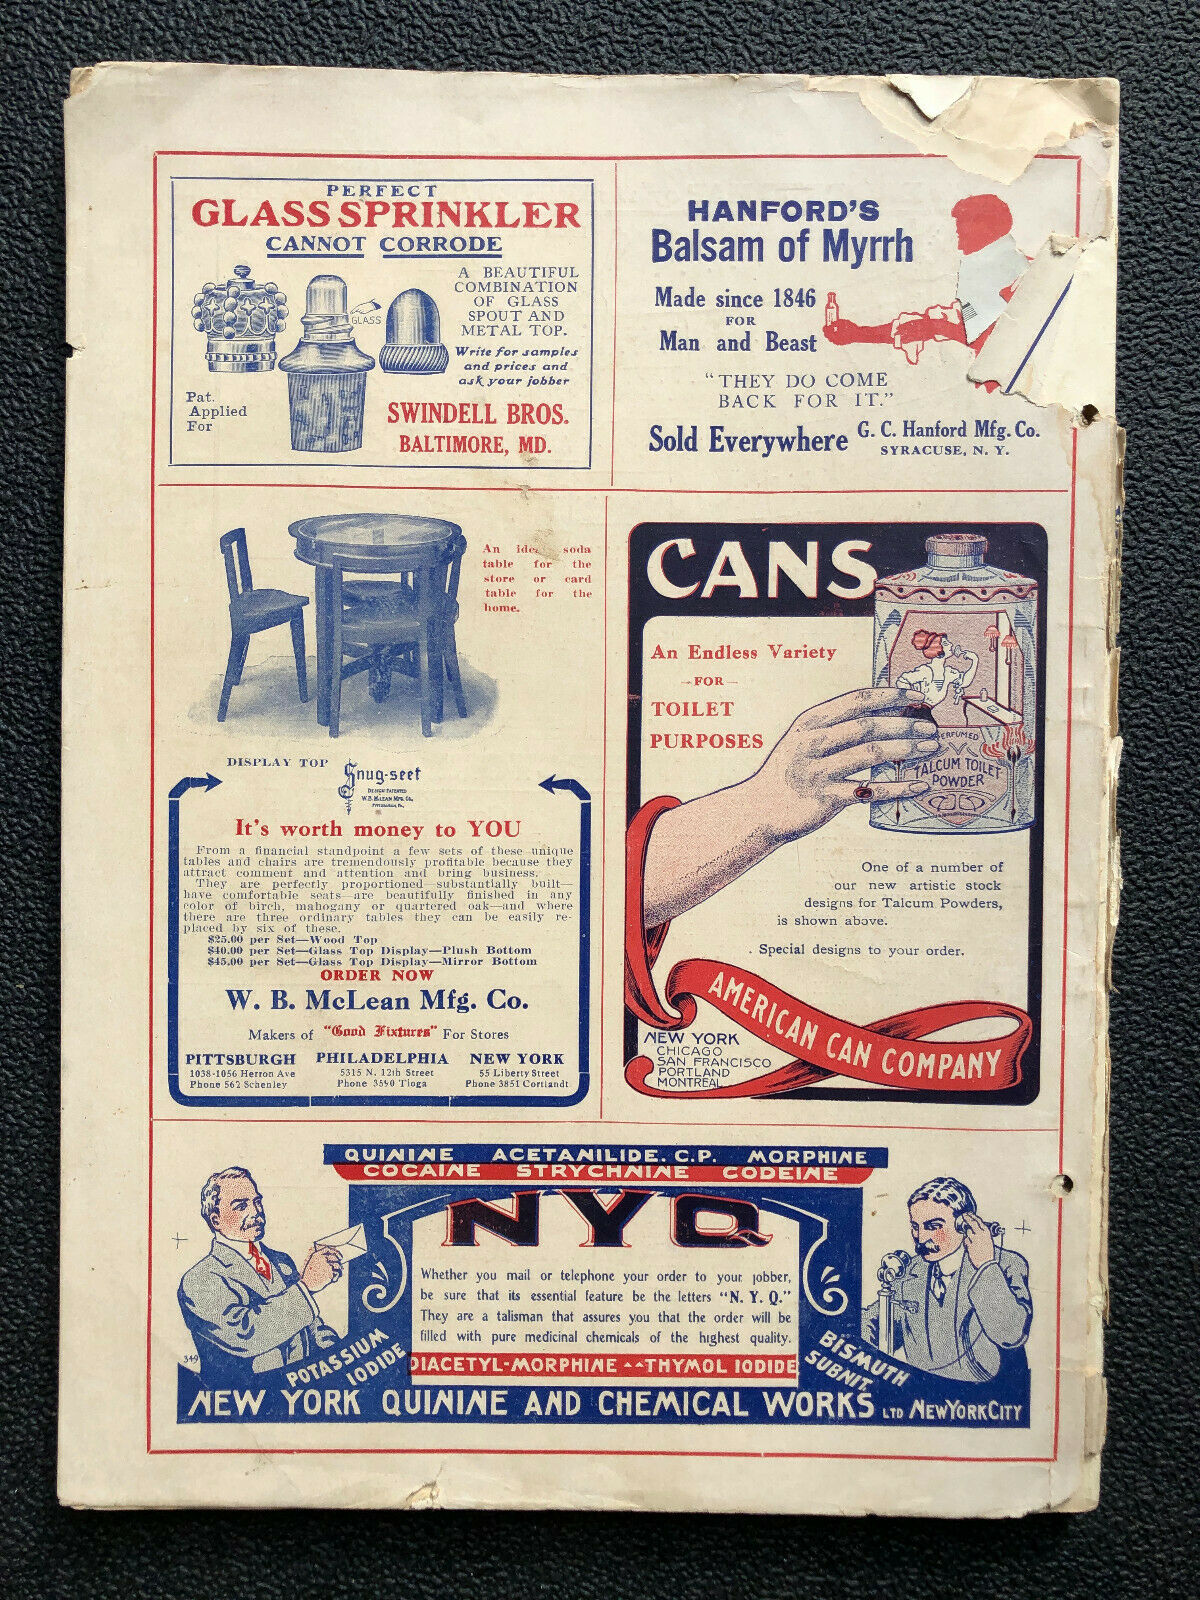 PERFECT
GLASS SPRINKLER
CANNOT CORRODE
A BEAUTIFUL
COMBINATION
OF GLASS
SPOUT AND
METAL TOP.
GLASS
Write for samples
and prices and
ask your jobber
Pat.
Applied
For
SWINDELL BROS.
BALTIMORE, MD.
HANFORD'S
Balsam of Myrrh
Made since 1846
FOR
Man and Beast
"THEY DO COME
BACK FOR IT."
Sold Everywhere
G. C. Hanford Mfg. Co.
SYRACUSE, N. Y.
An soda
table for the
store or card
table for the
home.
DISPLAY TOP
Snug-seet
DESIGN PATENTED
W. B. McLEAN MFG. Co.
PITTSBURGH, PA.
It's worth money to YOU
From a financial standpoint a few sets of these unique
tables and chairs are tremendously profitable because they
attract comment and attention and bring business.
They are perfectly proportioned—substantially built—
have comfortable seats—are beautifully finished in any
color of birch, mahogany or quartered oak—and where
there are three ordinary tables they can be easily re-
placed by six of these.
$25.00 per Set—Wood Top
$40.00 per Set—Glass Top Display—Plush Bottom
$45.00 per Set—Glass Top Display—Mirror Bottom
ORDER NOW
W. B. McLean Mfg. Co.
Makers of "Good Fixtures" For Stores
PITTSBURGH
1038-1056 Herron Ave
Phone 562 Schenley
PHILADELPHIA
5315 N. 12th Street
Phone 3590 Tioga
NEW YORK
55 Liberty Street
Phone 3851 Cortlandt
CANS
An Endless Variety
—FOR—
TOILET
PURPOSES
PERFUMED
TALCUM TOILET
POWDER
One of a number of
our new artistic stock
designs for Talcum Powders,
is shown above.
Special designs to your order.
AMERICAN CAN COMPANY
NEW YORK
CHICAGO
SAN FRANCISCO
PORTLAND
MONTREAL
QUININE ACETANILIDE. C.P. MORPHINE
COCAINE STRYCHNINE CODEINE
NYQ
Whether you mail or telephone your order to your jobber,
be sure that its essential feature be the letters "N. Y. Q."
They are a talisman that assures you that the order will be
filled with pure medicinal chemicals of the highest quality.
349
POTASSIUM
IODIDE
DIACETYL-MORPHINE--THYMOL IODIDE
BISMUTH
SUBNIT.
NEW YORK QUININE AND CHEMICAL WORKS LTD NEW YORK CITY